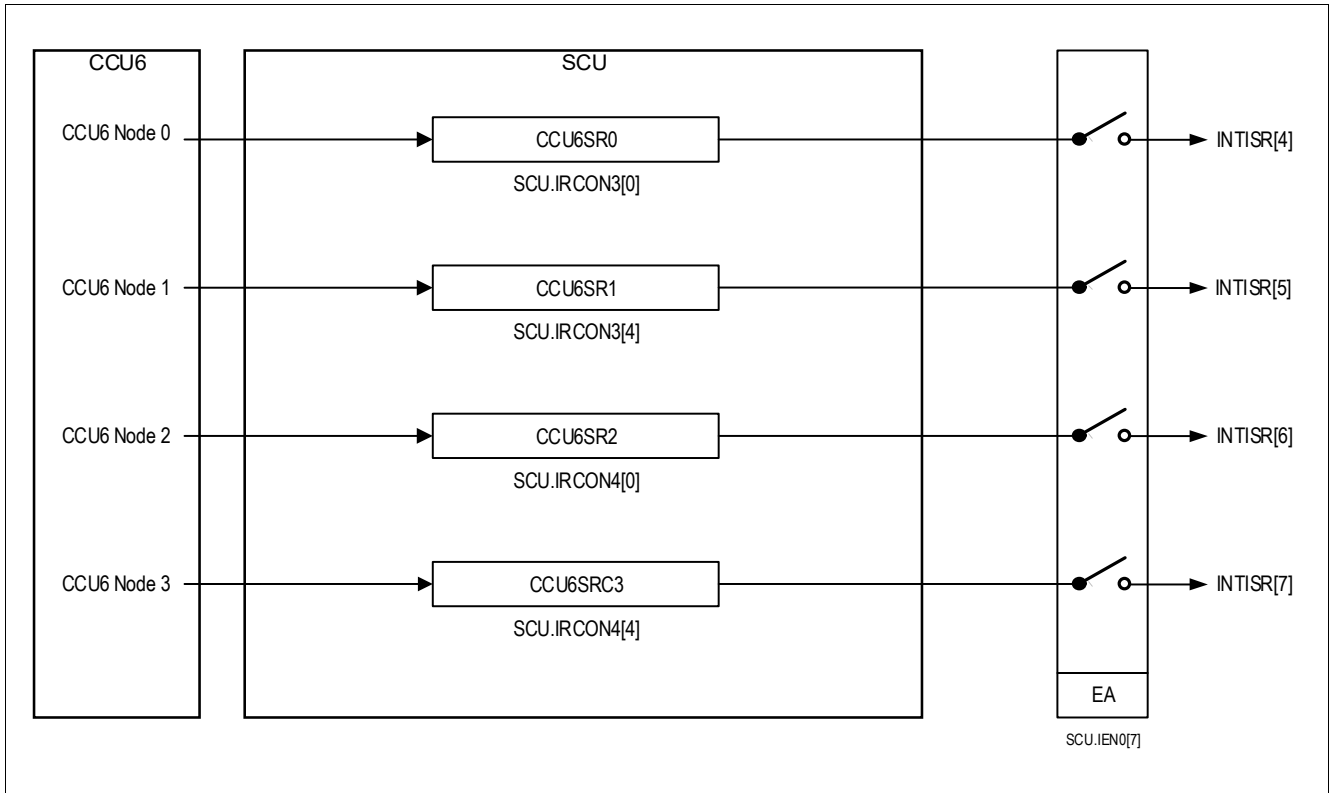 CCU6
SCU
CCU6 Node 0
CCU6SR0
INTISR[4]
SCU.IRCON3[0]
CCU6 Node 1
CCU6SR1
INTISR[5]
SCU.IRCON3[4]
CCU6 Node 2
CCU6SR2
INTISR[6]
SCU.IRCON4[0]
CCU6 Node 3
CCU6SRC3
INTISR[7]
SCU.IRCON4[4]
EA
SCU.IEN0[7]